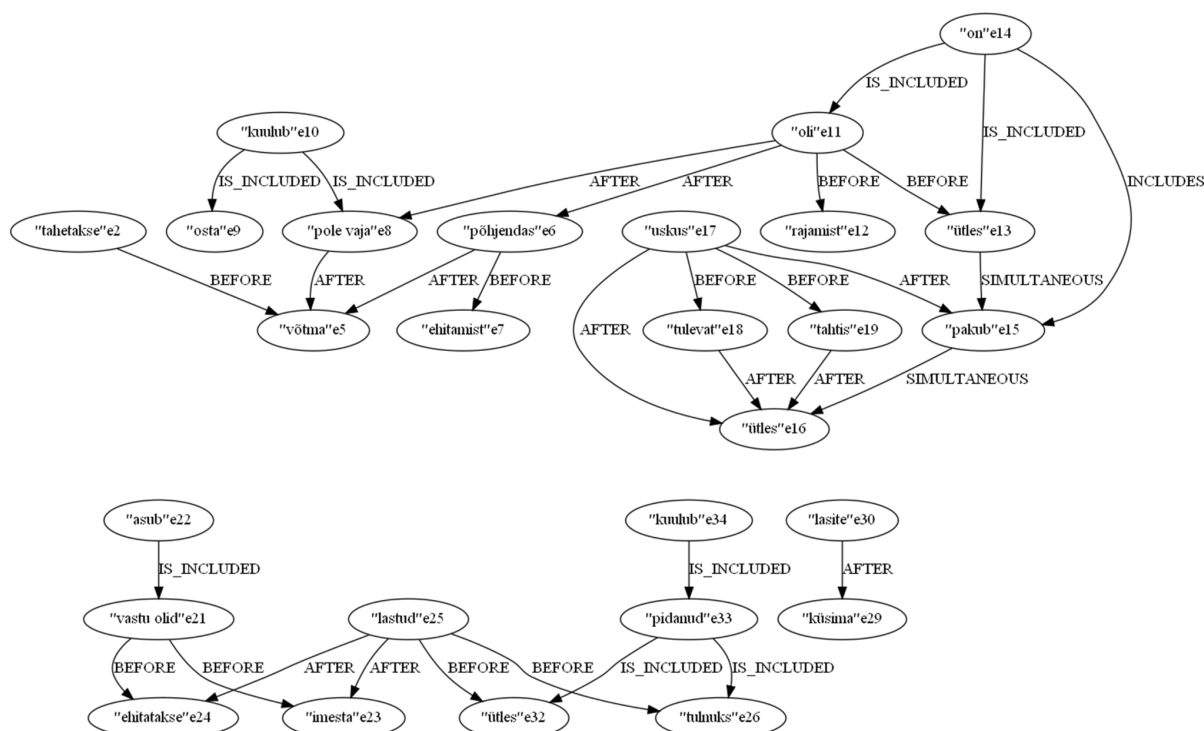 "on"e14
IS_INCLUDED
"kuulub"e10
"oli"e11
IS_INCLUDED
INCLUDES
IS_INCLUDED
IS_INCLUDED
AFTER
AFTER
BEFORE
BEFORE
"tahetakse"e2
"osta"e9
"pole vaja"e8
"põhjendas"e6
"uskus"e17
"rajamist"e12
"ütles"e13
BEFORE
AFTER
AFTER
BEFORE
AFTER
BEFORE
BEFORE
AFTER
SIMULTANEOUS
"võtma"e5
"ehitamist"e7
"tulevat"e18
"tahtis"e19
"pakub"e15
AFTER
AFTER
SIMULTANEOUS
"ütles"e16
"asub"e22
"kuulub"e34
"lasite"e30
IS_INCLUDED
IS_INCLUDED
AFTER
"vastu olid"e21
"lastud"e25
"pidanud"e33
"küsima"e29
BEFORE
BEFORE
AFTER
AFTER
BEFORE
BEFORE
IS_INCLUDED
IS_INCLUDED
"ehitatakse"e24
"imesta"e23
"ütles"e32
"tulnuks"e26